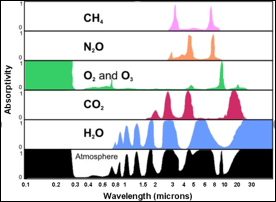 1
CH₄
0
1
N₂O
0
1
O₂ and O₃
0
1
CO₂
0
1
H₂O
0
1
Atmosphere
0
Absorptivity
0.1 0.2 0.3 0.4 0.6 0.8 1 1.5 2 3 4 5 6 8 10 20 30
Wavelength (microns)